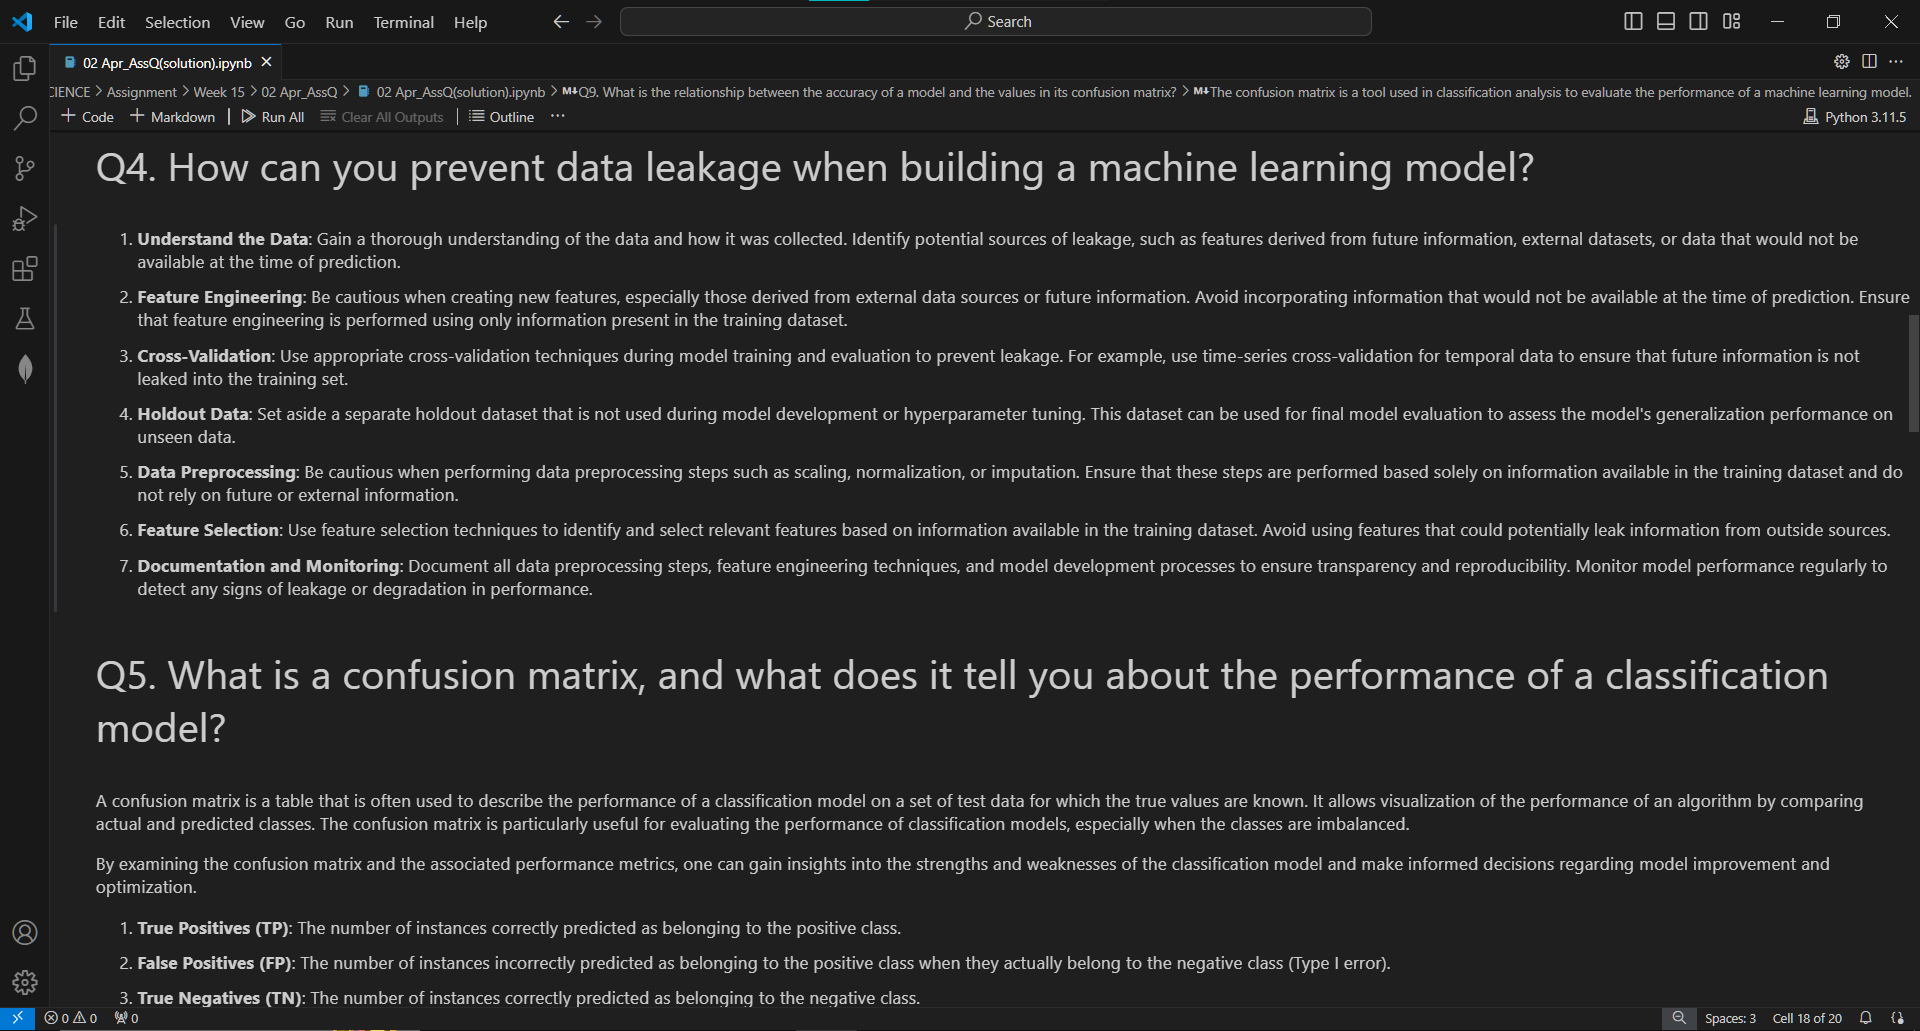 File Edit Selection View Go Run Terminal Help Search
02 Apr_AssQ(solution).ipynb
CIENCE > Assignment > Week 15 > 02 Apr_AssQ > 02 Apr_AssQ(solution).ipynb > M↓Q9. What is the relationship between the accuracy of a model and the values in its confusion matrix? > M↓The confusion matrix is a tool used in classification analysis to evaluate the performance of a machine learning model.
+ Code + Markdown | Run All Clear All Outputs | Outline ... Python 3.11.5
Q4. How can you prevent data leakage when building a machine learning model?
1. Understand the Data: Gain a thorough understanding of the data and how it was collected. Identify potential sources of leakage, such as features derived from future information, external datasets, or data that would not be
available at the time of prediction.
2. Feature Engineering: Be cautious when creating new features, especially those derived from external data sources or future information. Avoid incorporating information that would not be available at the time of prediction. Ensure
that feature engineering is performed using only information present in the training dataset.
3. Cross-Validation: Use appropriate cross-validation techniques during model training and evaluation to prevent leakage. For example, use time-series cross-validation for temporal data to ensure that future information is not
leaked into the training set.
4. Holdout Data: Set aside a separate holdout dataset that is not used during model development or hyperparameter tuning. This dataset can be used for final model evaluation to assess the model's generalization performance on
unseen data.
5. Data Preprocessing: Be cautious when performing data preprocessing steps such as scaling, normalization, or imputation. Ensure that these steps are performed based solely on information available in the training dataset and do
not rely on future or external information.
6. Feature Selection: Use feature selection techniques to identify and select relevant features based on information available in the training dataset. Avoid using features that could potentially leak information from outside sources.
7. Documentation and Monitoring: Document all data preprocessing steps, feature engineering techniques, and model development processes to ensure transparency and reproducibility. Monitor model performance regularly to
detect any signs of leakage or degradation in performance.
Q5. What is a confusion matrix, and what does it tell you about the performance of a classification
model?
A confusion matrix is a table that is often used to describe the performance of a classification model on a set of test data for which the true values are known. It allows visualization of the performance of an algorithm by comparing
actual and predicted classes. The confusion matrix is particularly useful for evaluating the performance of classification models, especially when the classes are imbalanced.
By examining the confusion matrix and the associated performance metrics, one can gain insights into the strengths and weaknesses of the classification model and make informed decisions regarding model improvement and
optimization.
1. True Positives (TP): The number of instances correctly predicted as belonging to the positive class.
2. False Positives (FP): The number of instances incorrectly predicted as belonging to the positive class when they actually belong to the negative class (Type I error).
3. True Negatives (TN): The number of instances correctly predicted as belonging to the negative class.
0 0 0 Spaces: 3 Cell 18 of 20